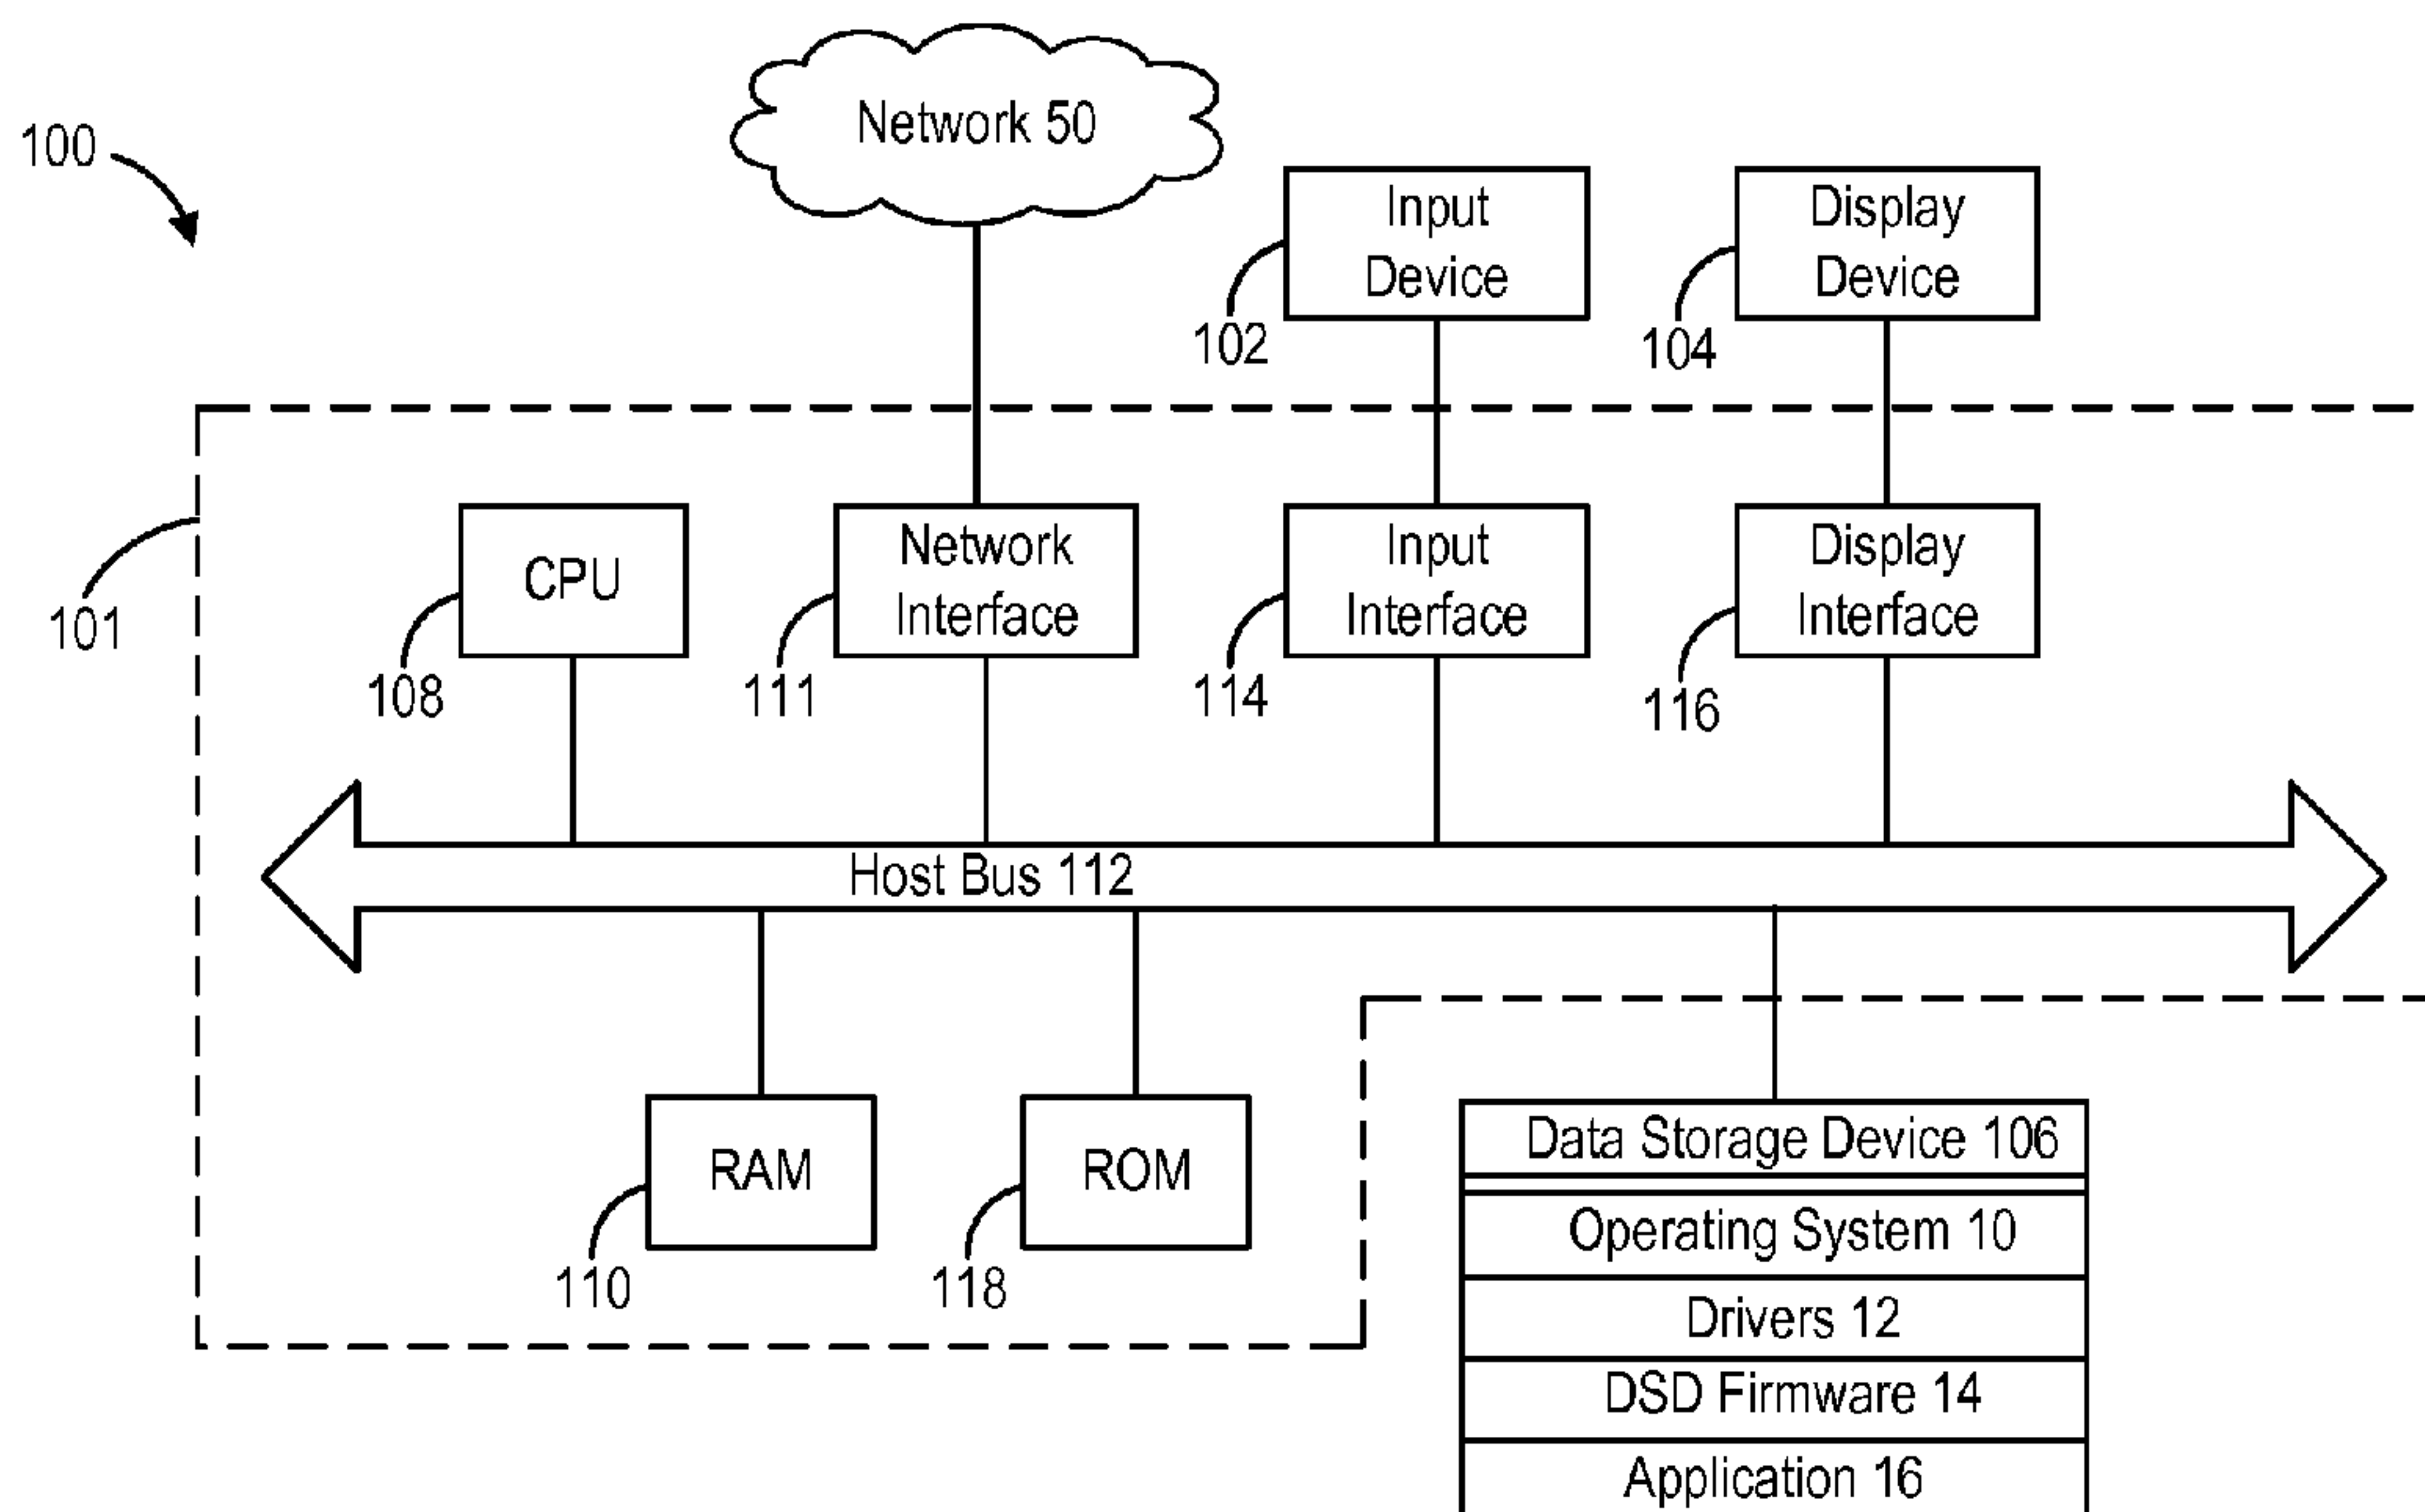 100
Network 50
Input
Device
102
Display
Device
104
101
CPU
108
Network
Interface
111
Input
Interface
114
Display
Interface
116
Host Bus 112
RAM
110
ROM
118
Data Storage Device 106
Operating System 10
Drivers 12
DSD Firmware 14
Application 16